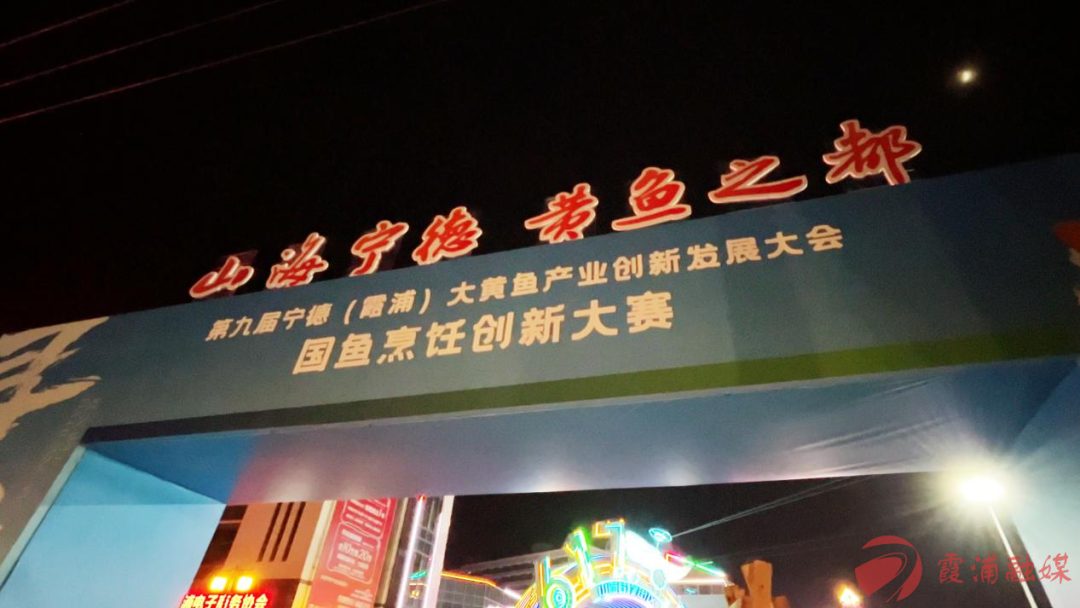 山海宁德 黄鱼之都
第九届宁德（霞浦）大黄鱼产业创新发展大会
国鱼烹饪创新大赛
617
霞浦融媒